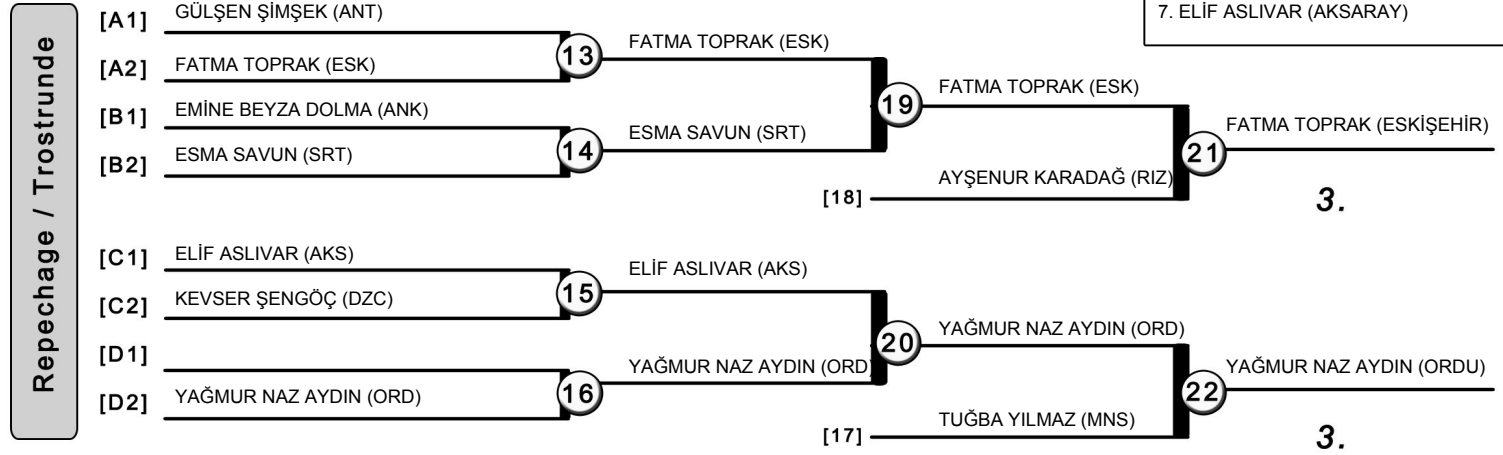 7. ELİF ASLIVAR (AKSARAY)
Repechage / Trostrunde
[A1] GÜLŞEN ŞİMŞEK (ANT)
13 FATMA TOPRAK (ESK)
[A2] FATMA TOPRAK (ESK)
19 FATMA TOPRAK (ESK)
[B1] EMİNE BEYZA DOLMA (ANK)
21 FATMA TOPRAK (ESKİŞEHİR)
14 ESMA SAVUN (SRT)
[B2] ESMA SAVUN (SRT)
[18] AYŞENUR KARADAĞ (RIZ)
3.
[C1] ELİF ASLIVAR (AKS)
15 ELİF ASLIVAR (AKS)
[C2] KEVSER ŞENGÖÇ (DZC)
20 YAĞMUR NAZ AYDIN (ORD)
[D1]
22 YAĞMUR NAZ AYDIN (ORDU)
16 YAĞMUR NAZ AYDIN (ORD)
[D2] YAĞMUR NAZ AYDIN (ORD)
[17] TUĞBA YILMAZ (MNS)
3.